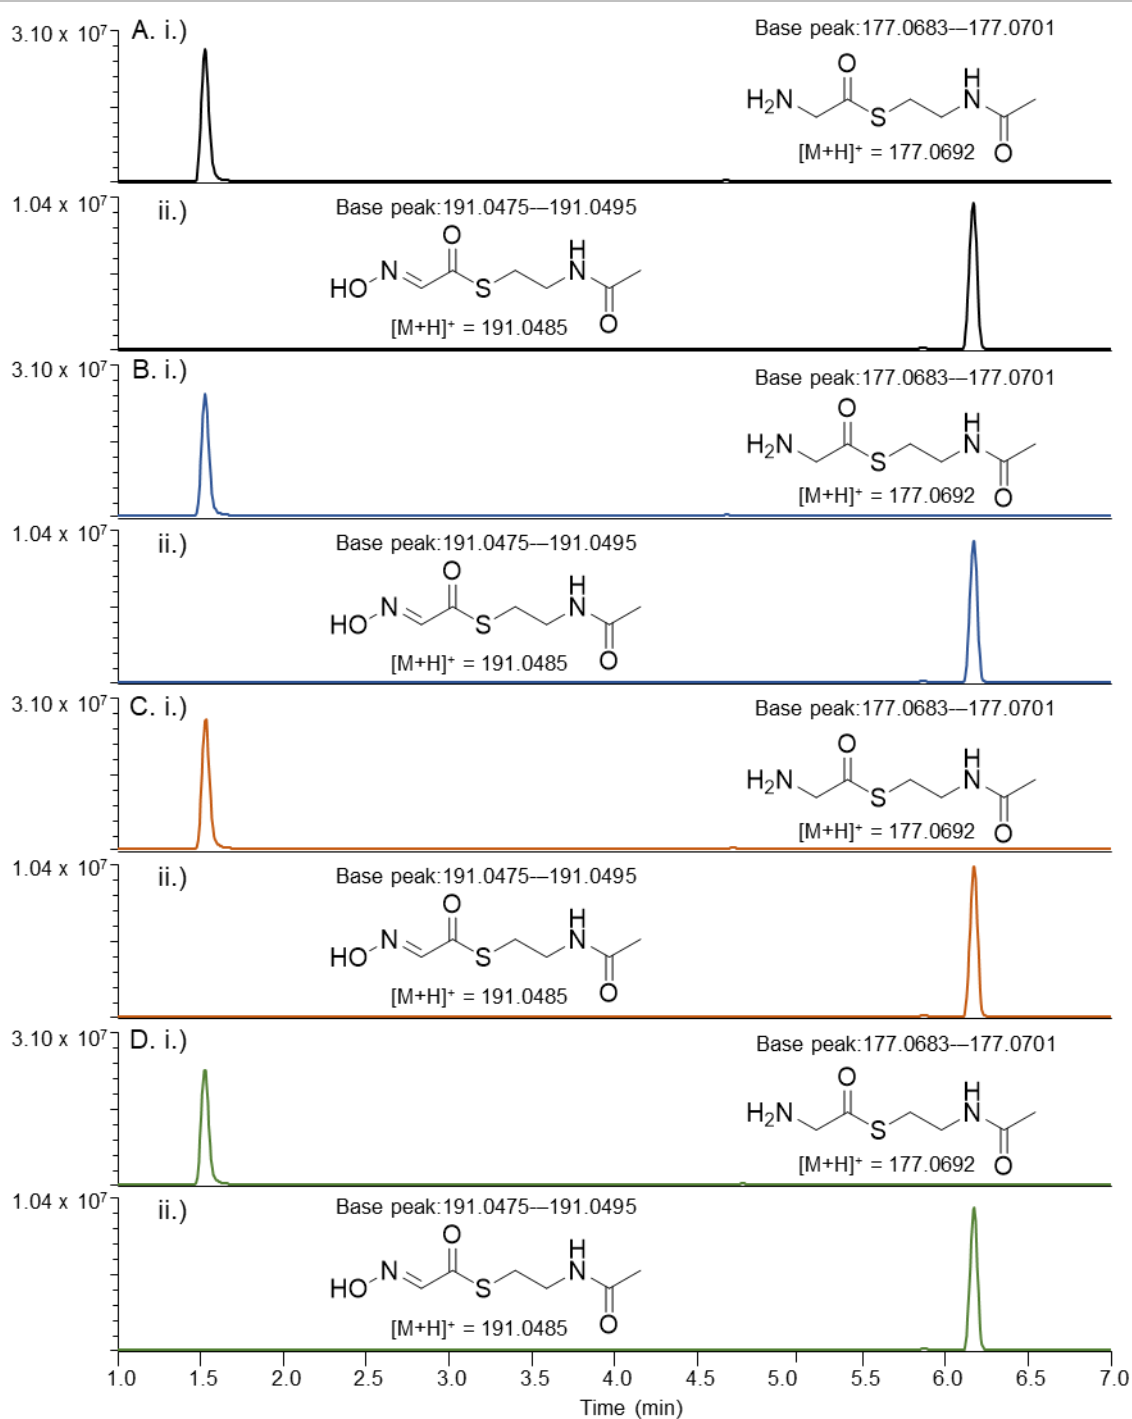 3.10 x 10⁷ A. i.) Base peak:177.0683-–177.0701
O
H
H₂N S N
[M+H]⁺ = 177.0692 O
1.04 x 10⁷ ii.) Base peak:191.0475-–191.0495
O
H
HO N S N
[M+H]⁺ = 191.0485 O
3.10 x 10⁷ B. i.) Base peak:177.0683-–177.0701
O
H
H₂N S N
[M+H]⁺ = 177.0692 O
1.04 x 10⁷ ii.) Base peak:191.0475-–191.0495
O
H
HO N S N
[M+H]⁺ = 191.0485 O
3.10 x 10⁷ C. i.) Base peak:177.0683-–177.0701
O
H
H₂N S N
[M+H]⁺ = 177.0692 O
1.04 x 10⁷ ii.) Base peak:191.0475-–191.0495
O
H
HO N S N
[M+H]⁺ = 191.0485 O
3.10 x 10⁷ D. i.) Base peak:177.0683-–177.0701
O
H
H₂N S N
[M+H]⁺ = 177.0692 O
1.04 x 10⁷ ii.) Base peak:191.0475-–191.0495
O
H
HO N S N
[M+H]⁺ = 191.0485 O
1.0 1.5 2.0 2.5 3.0 3.5 4.0 4.5 5.0 5.5 6.0 6.5 7.0
Time (min)